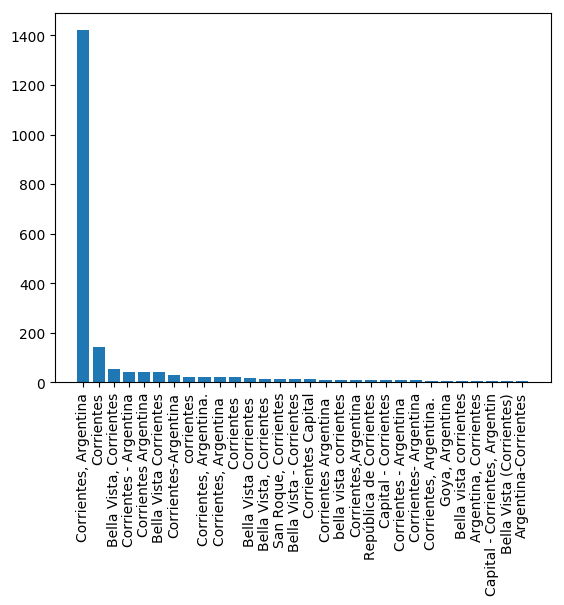 1400
1200
1000
800
600
400
200
0
Corrientes, Argentina
Corrientes
Bella Vista, Corrientes
Corrientes - Argentina
Corrientes Argentina
Bella Vista Corrientes
Corrientes-Argentina
corrientes
Corrientes, Argentina.
Corrientes, Argentina
Corrientes
Bella Vista Corrientes
Bella Vista, Corrientes
San Roque, Corrientes
Bella Vista - Corrientes
Corrientes Capital
Corrientes Argentina
bella vista corrientes
Corrientes,Argentina
República de Corrientes
Capital - Corrientes
Corrientes - Argentina
Corrientes- Argentina
Corrientes, Argentina.
Goya, Argentina
Bella vista corrientes
Argentina, Corrientes
Capital - Corrientes, Argentin
Bella Vista (Corrientes)
Argentina-Corrientes